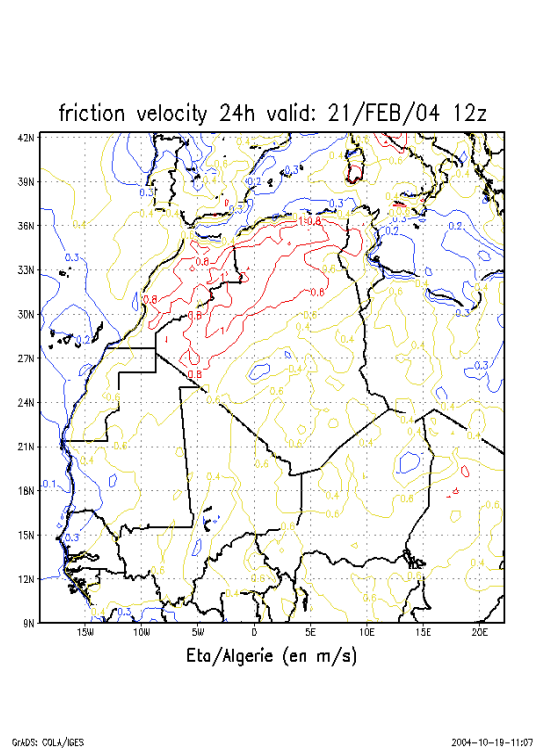 friction velocity 24h valid: 21/FEB/04 12z
42N
39N
36N
33N
30N
27N
24N
21N
18N
15N
12N
9N
15W 10W 5W 0 5E 10E 15E 20E
Eta/Algerie (en m/s)
GrADS: COLA/IGES 2004-10-19-11:07